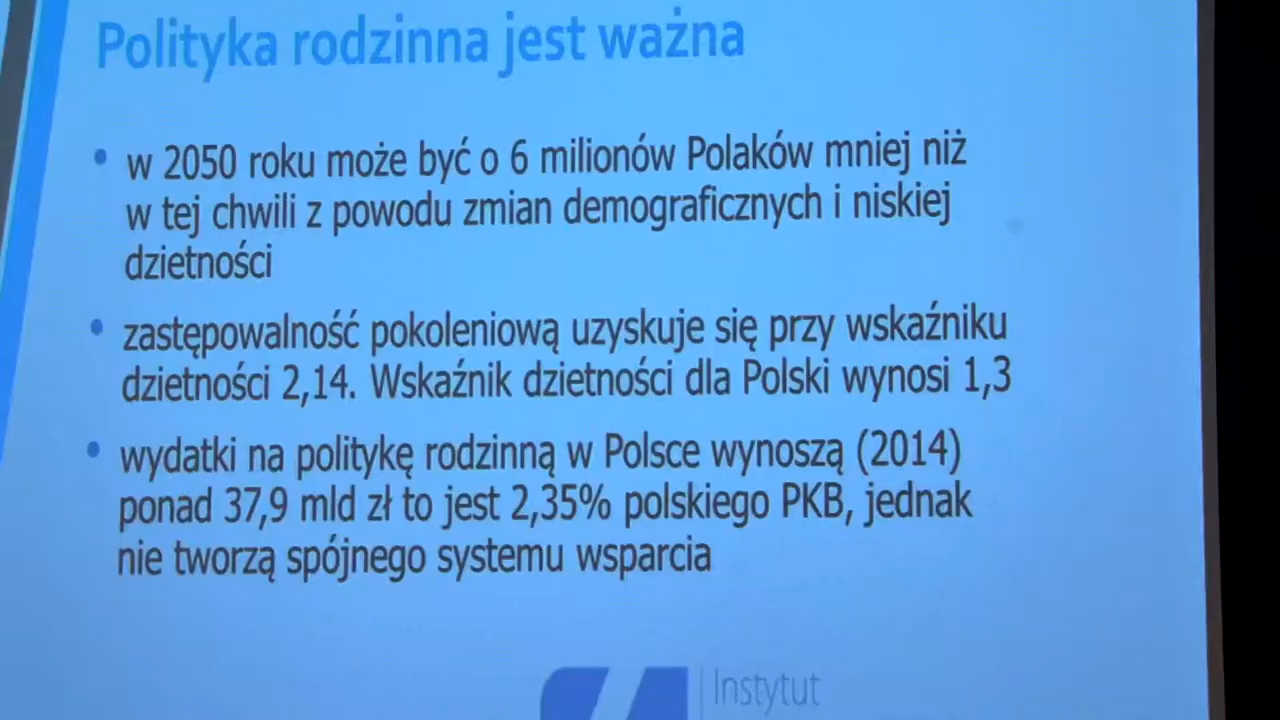 Polityka rodzinna jest ważna
• w 2050 roku może być o 6 milionów Polaków mniej niż
w tej chwili z powodu zmian demograficznych i niskiej
dzietności
• zastępowalność pokoleniową uzyskuje się przy wskaźniku
dzietności 2,14. Wskaźnik dzietności dla Polski wynosi 1,3
• wydatki na politykę rodzinną w Polsce wynoszą (2014)
ponad 37,9 mld zł to jest 2,35% polskiego PKB, jednak
nie tworzą spójnego systemu wsparcia
Instytut